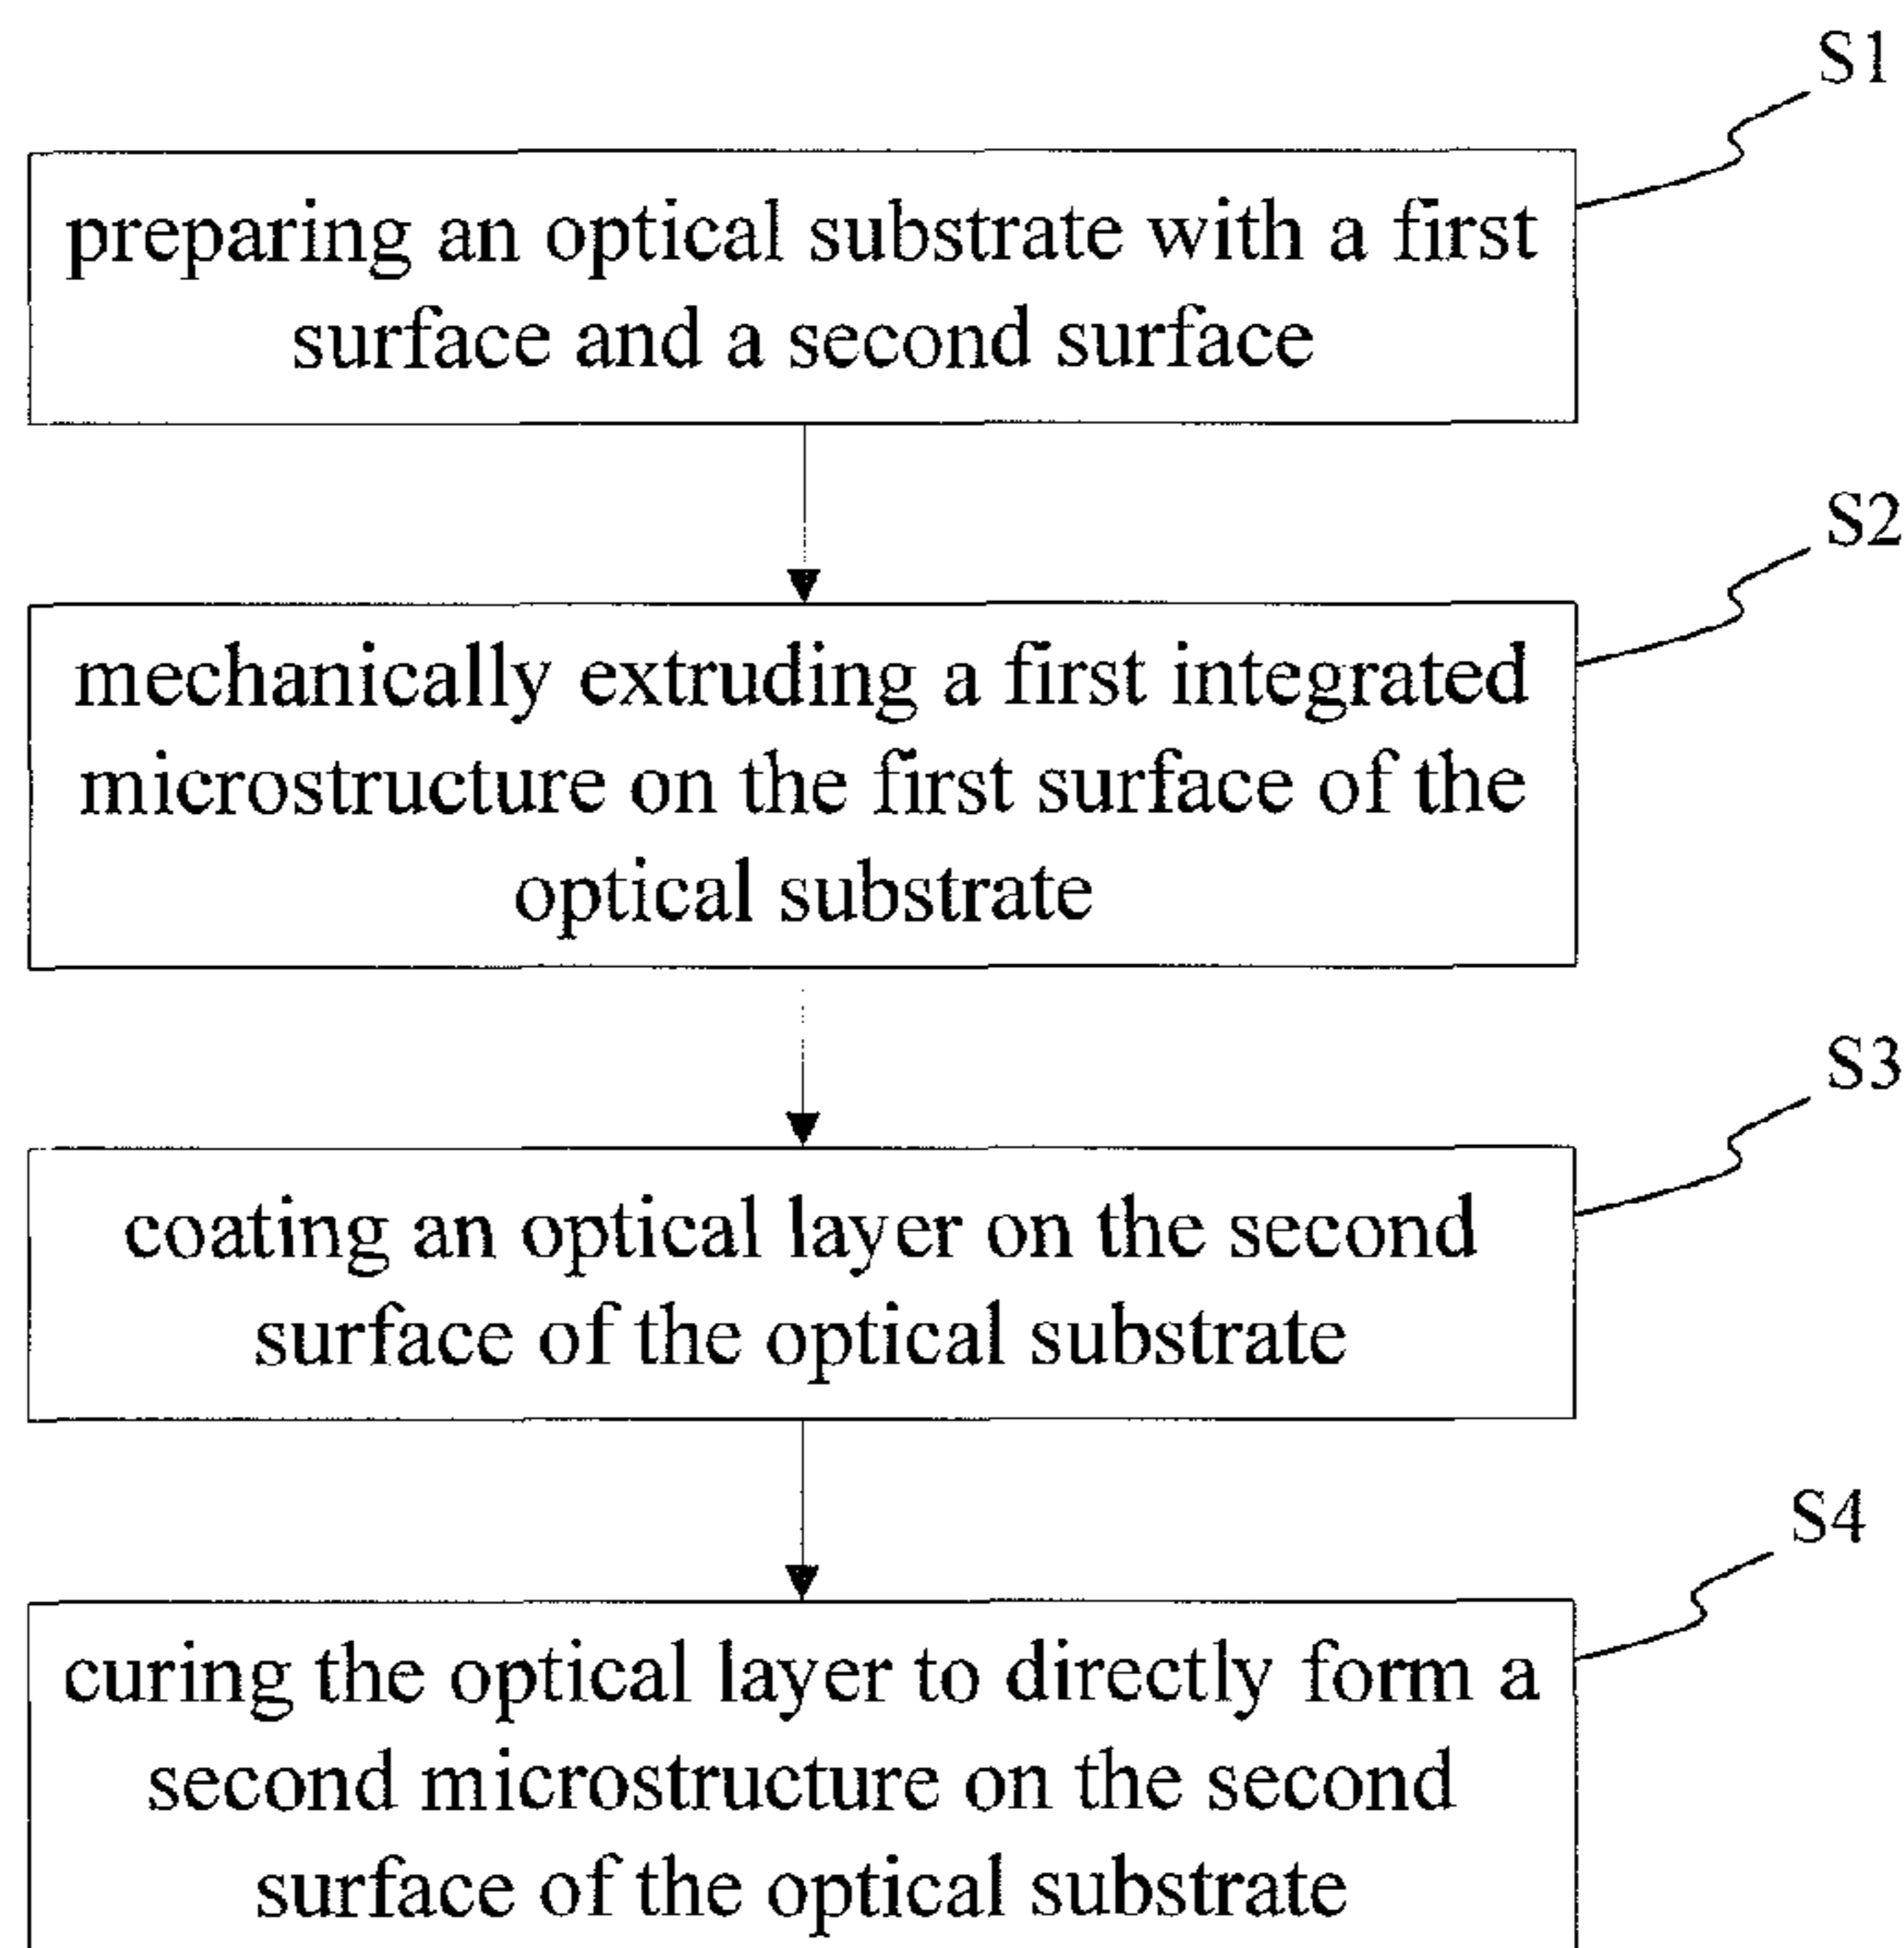 S1
preparing an optical substrate with a first
surface and a second surface
S2
mechanically extruding a first integrated
microstructure on the first surface of the
optical substrate
S3
coating an optical layer on the second
surface of the optical substrate
S4
curing the optical layer to directly form a
second microstructure on the second
surface of the optical substrate